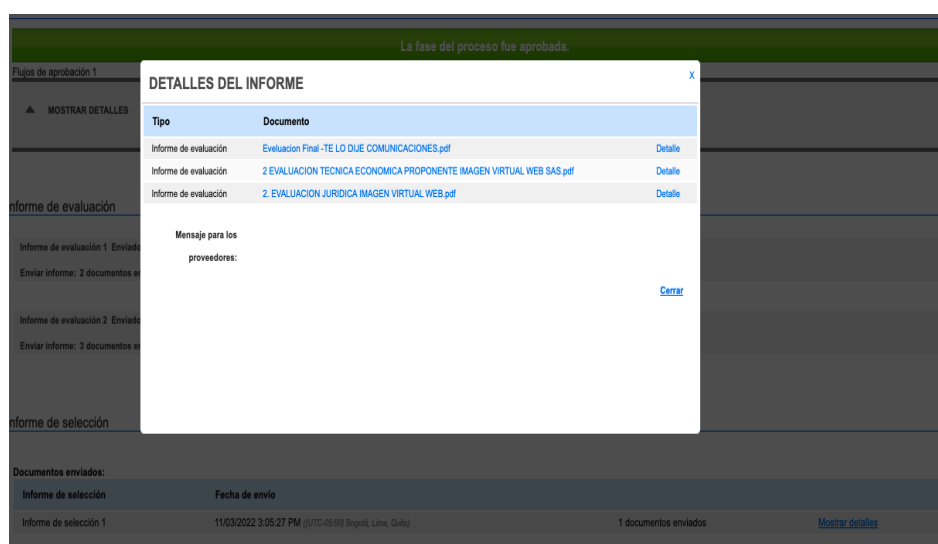 La fase del proceso fue aprobada.
Flujos de aprobación 1
MOSTRAR DETALLES
DETALLES DEL INFORME
X
Tipo Documento
Informe de evaluación Eveluacion Final -TE LO DIJE COMUNICACIONES.pdf Detalle
Informe de evaluación 2 EVALUACION TECNICA ECONOMICA PROPONENTE IMAGEN VIRTUAL WEB SAS.pdf Detalle
Informe de evaluación 2. EVALUACION JURIDICA IMAGEN VIRTUAL WEB.pdf Detalle
Mensaje para los
proveedores:
Cerrar
nforme de evaluación
Informe de evaluación 1 Enviado
Enviar informe: 2 documentos en
Informe de evaluación 2 Enviado
Enviar informe: 3 documentos en
nforme de selección
Documentos enviados:
Informe de selección Fecha de envío
Informe de selección 1 11/03/2022 3:05:27 PM ((UTC-05:00) Bogotá, Lima, Quito) 1 documentos enviados Mostrar detalles